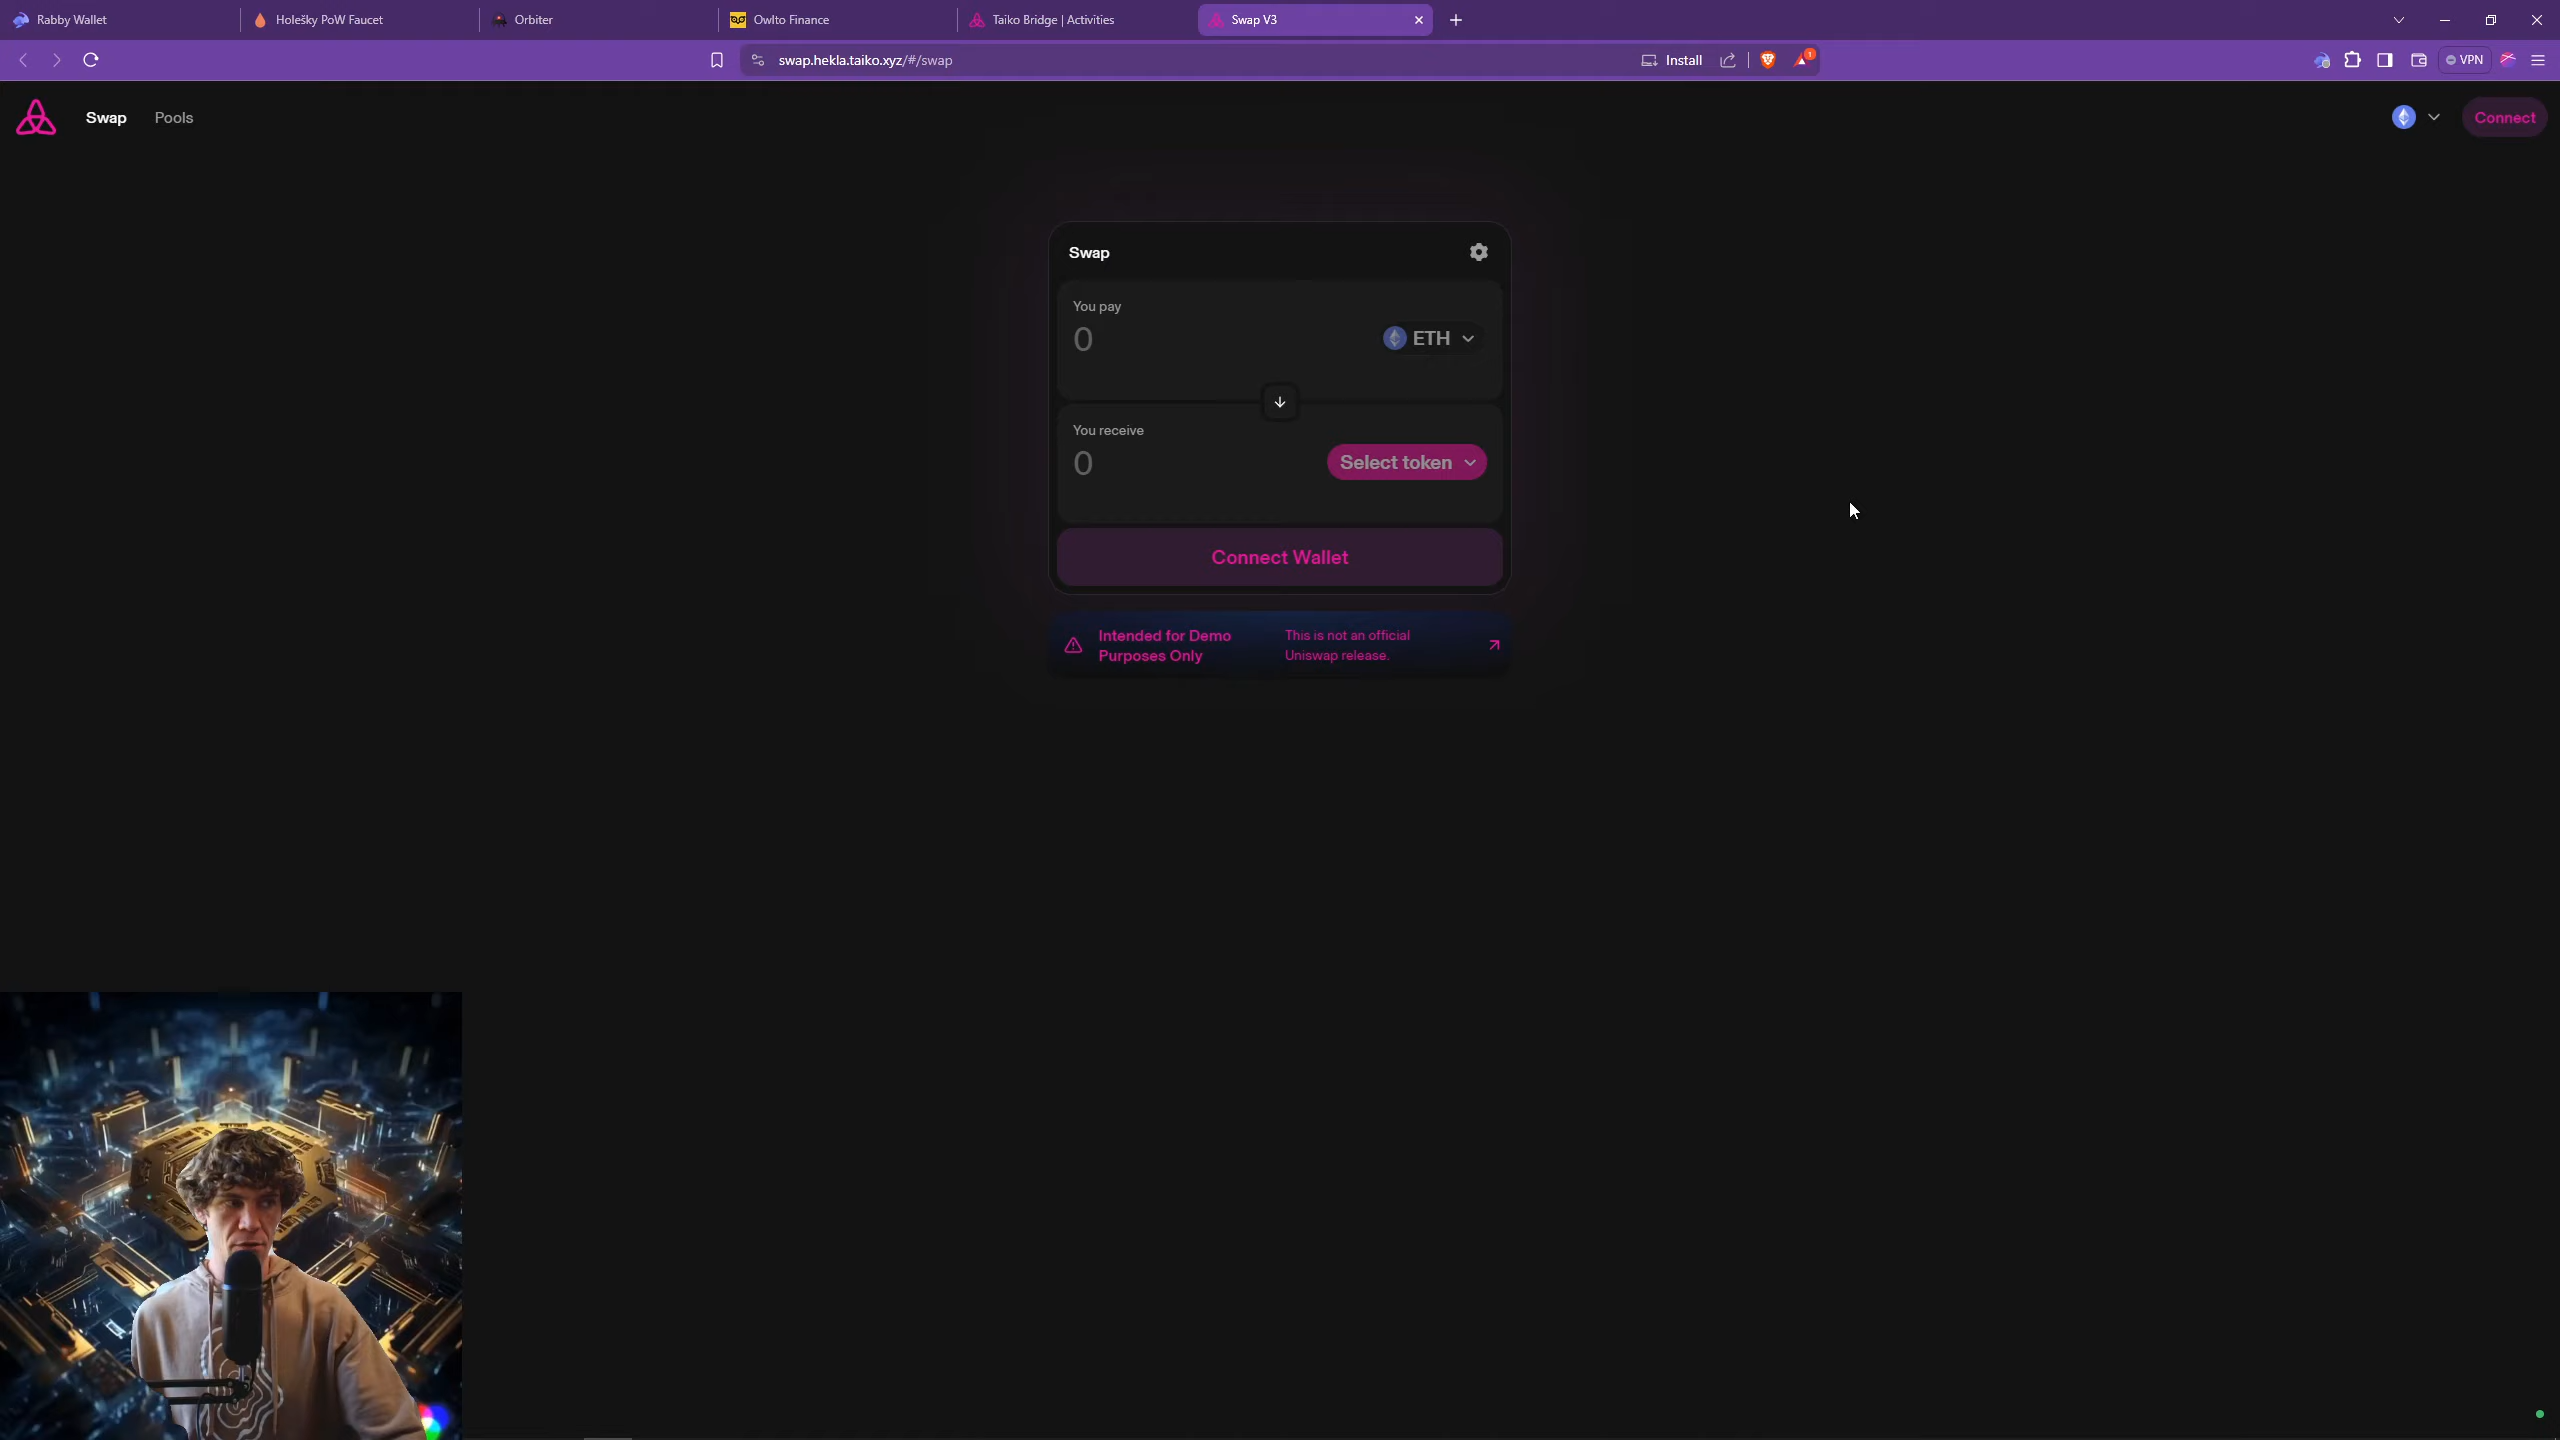 Rabby Wallet
Holešky PoW Faucet
Orbiter
Owlto Finance
Taiko Bridge | Activities
Swap V3
swap.hekla.taiko.xyz/#/swap
Install
1
VPN
Swap
Pools
Connect
Swap
You pay
0
ETH
You receive
0
Select token
Connect Wallet
Intended for Demo
Purposes Only
This is not an official
Uniswap release.